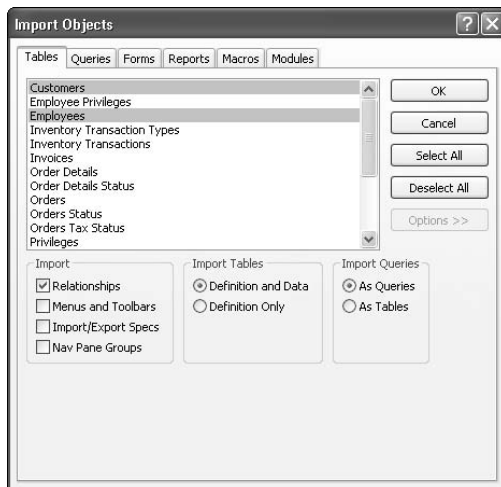 Import Objects
Tables Queries Forms Reports Macros Modules
Customers
Employee Privileges
Employees
Inventory Transaction Types
Inventory Transactions
Invoices
Order Details
Order Details Status
Orders
Orders Status
Orders Tax Status
Privileges
OK
Cancel
Select All
Deselect All
Options >>
Import
Relationships
Menus and Toolbars
Import/Export Specs
Nav Pane Groups
Import Tables
Definition and Data
Definition Only
Import Queries
As Queries
As Tables